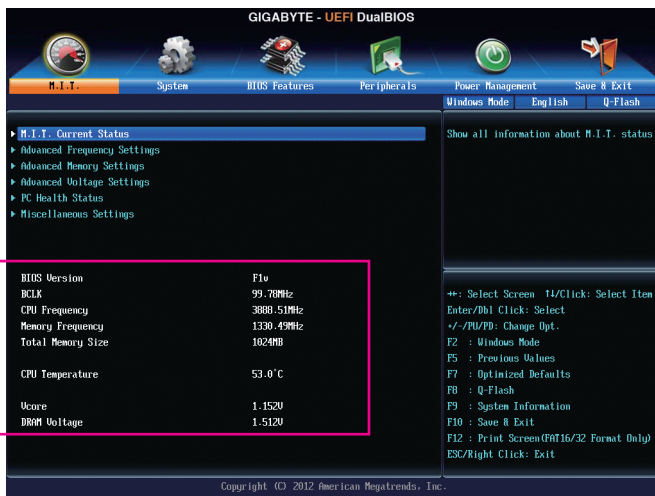 GIGABYTE - UEFI DualBIOS
M.I.T. System BIOS Features Peripherals Power Management Save & Exit
Windows Mode English Q-Flash
M.I.T. Current Status
Advanced Frequency Settings
Advanced Memory Settings
Advanced Voltage Settings
PC Health Status
Miscellaneous Settings
Show all information about M.I.T. status
BIOS Version F1v
BCLK 99.78MHz
CPU Frequency 3888.51MHz
Memory Frequency 1330.49MHz
Total Memory Size 1024MB
CPU Temperature 53.0°C
Vcore 1.152V
DRAM Voltage 1.512V
→←: Select Screen ↑↓/Click: Select Item
Enter/Dbl Click: Select
+/-/PU/PD: Change Opt.
F2 : Windows Mode
F5 : Previous Values
F7 : Optimized Defaults
F8 : Q-Flash
F9 : System Information
F10 : Save & Exit
F12 : Print Screen(FAT16/32 Format Only)
ESC/Right Click: Exit
Copyright (C) 2012 American Megatrends, Inc.